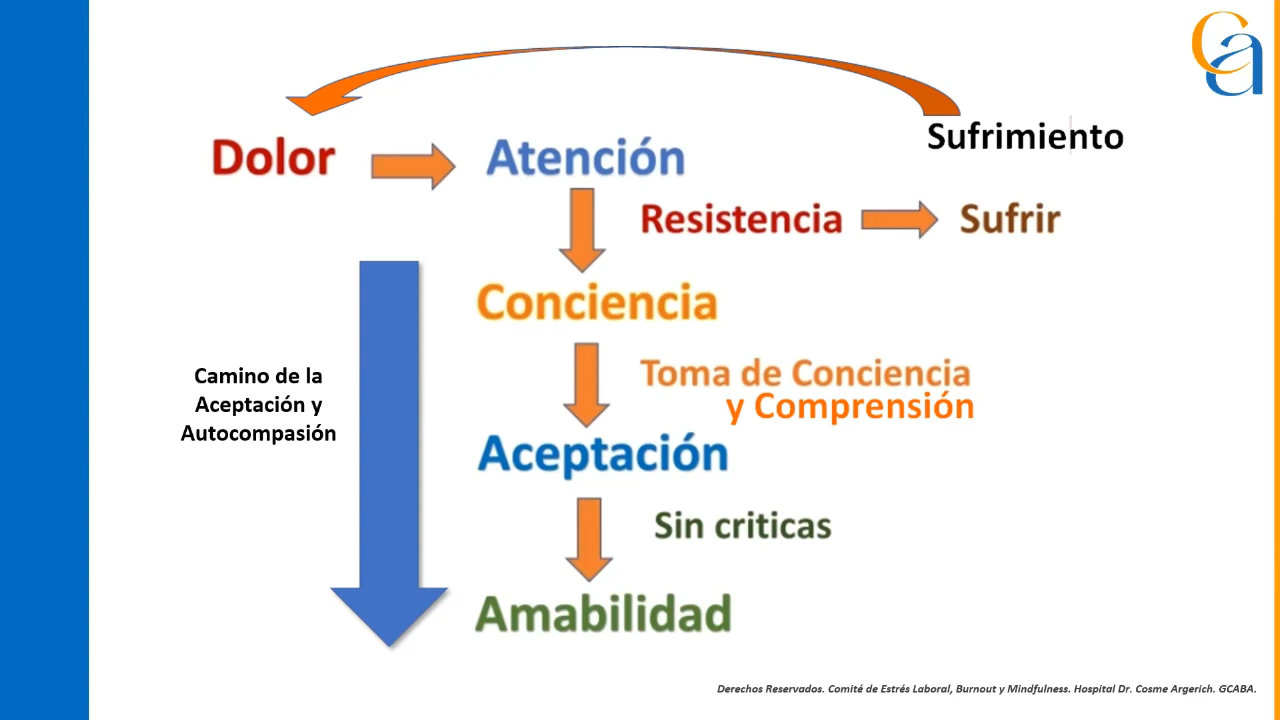 Sufrimiento
Dolor
Atención
Resistencia
Sufrir
Conciencia
Toma de Conciencia
y Comprensión
Camino de la
Aceptación y
Autocompasión
Aceptación
Sin criticas
Amabilidad
Derechos Reservados. Comité de Estrés Laboral, Burnout y Mindfulness. Hospital Dr. Cosme Argerich. GCABA.